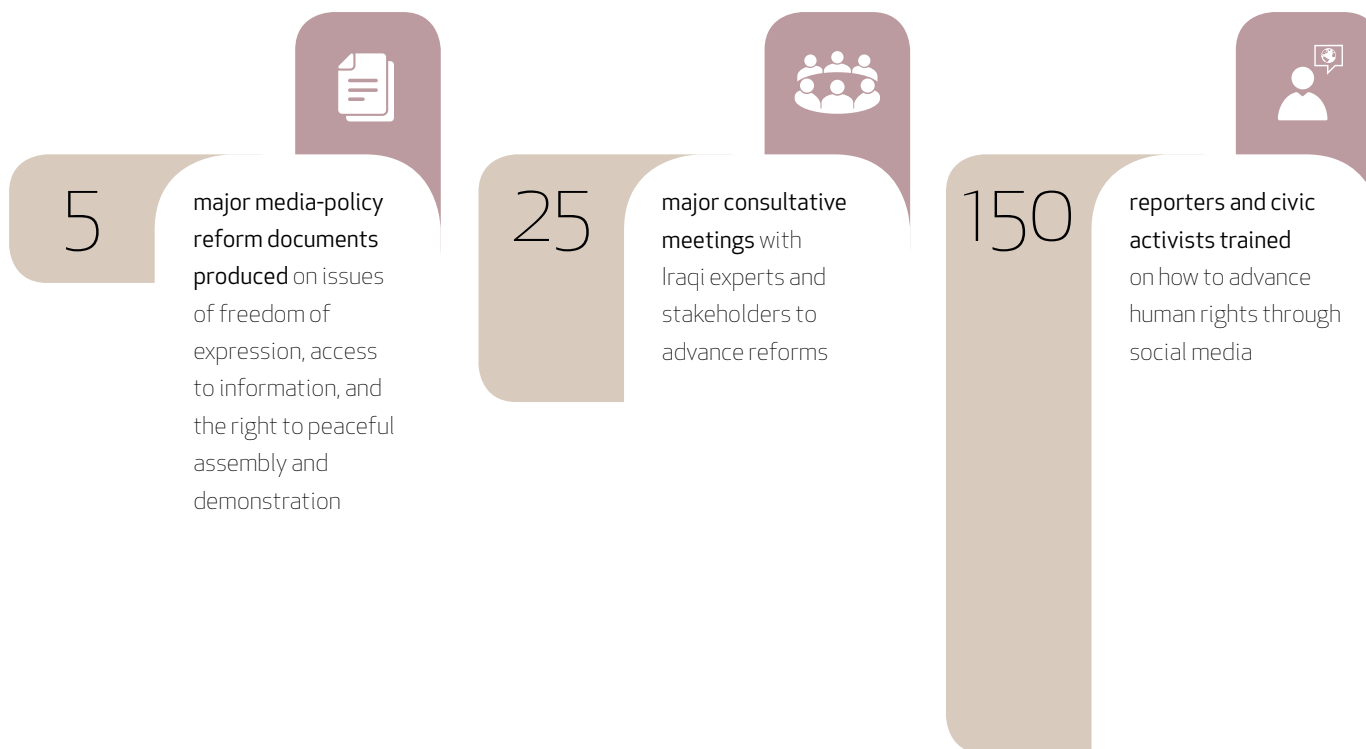 5
major media-policy
reform documents
produced on issues
of freedom of
expression, access
to information, and
the right to peaceful
assembly and
demonstration
25
major consultative
meetings with
Iraqi experts and
stakeholders to
advance reforms
150
reporters and civic
activists trained
on how to advance
human rights through
social media